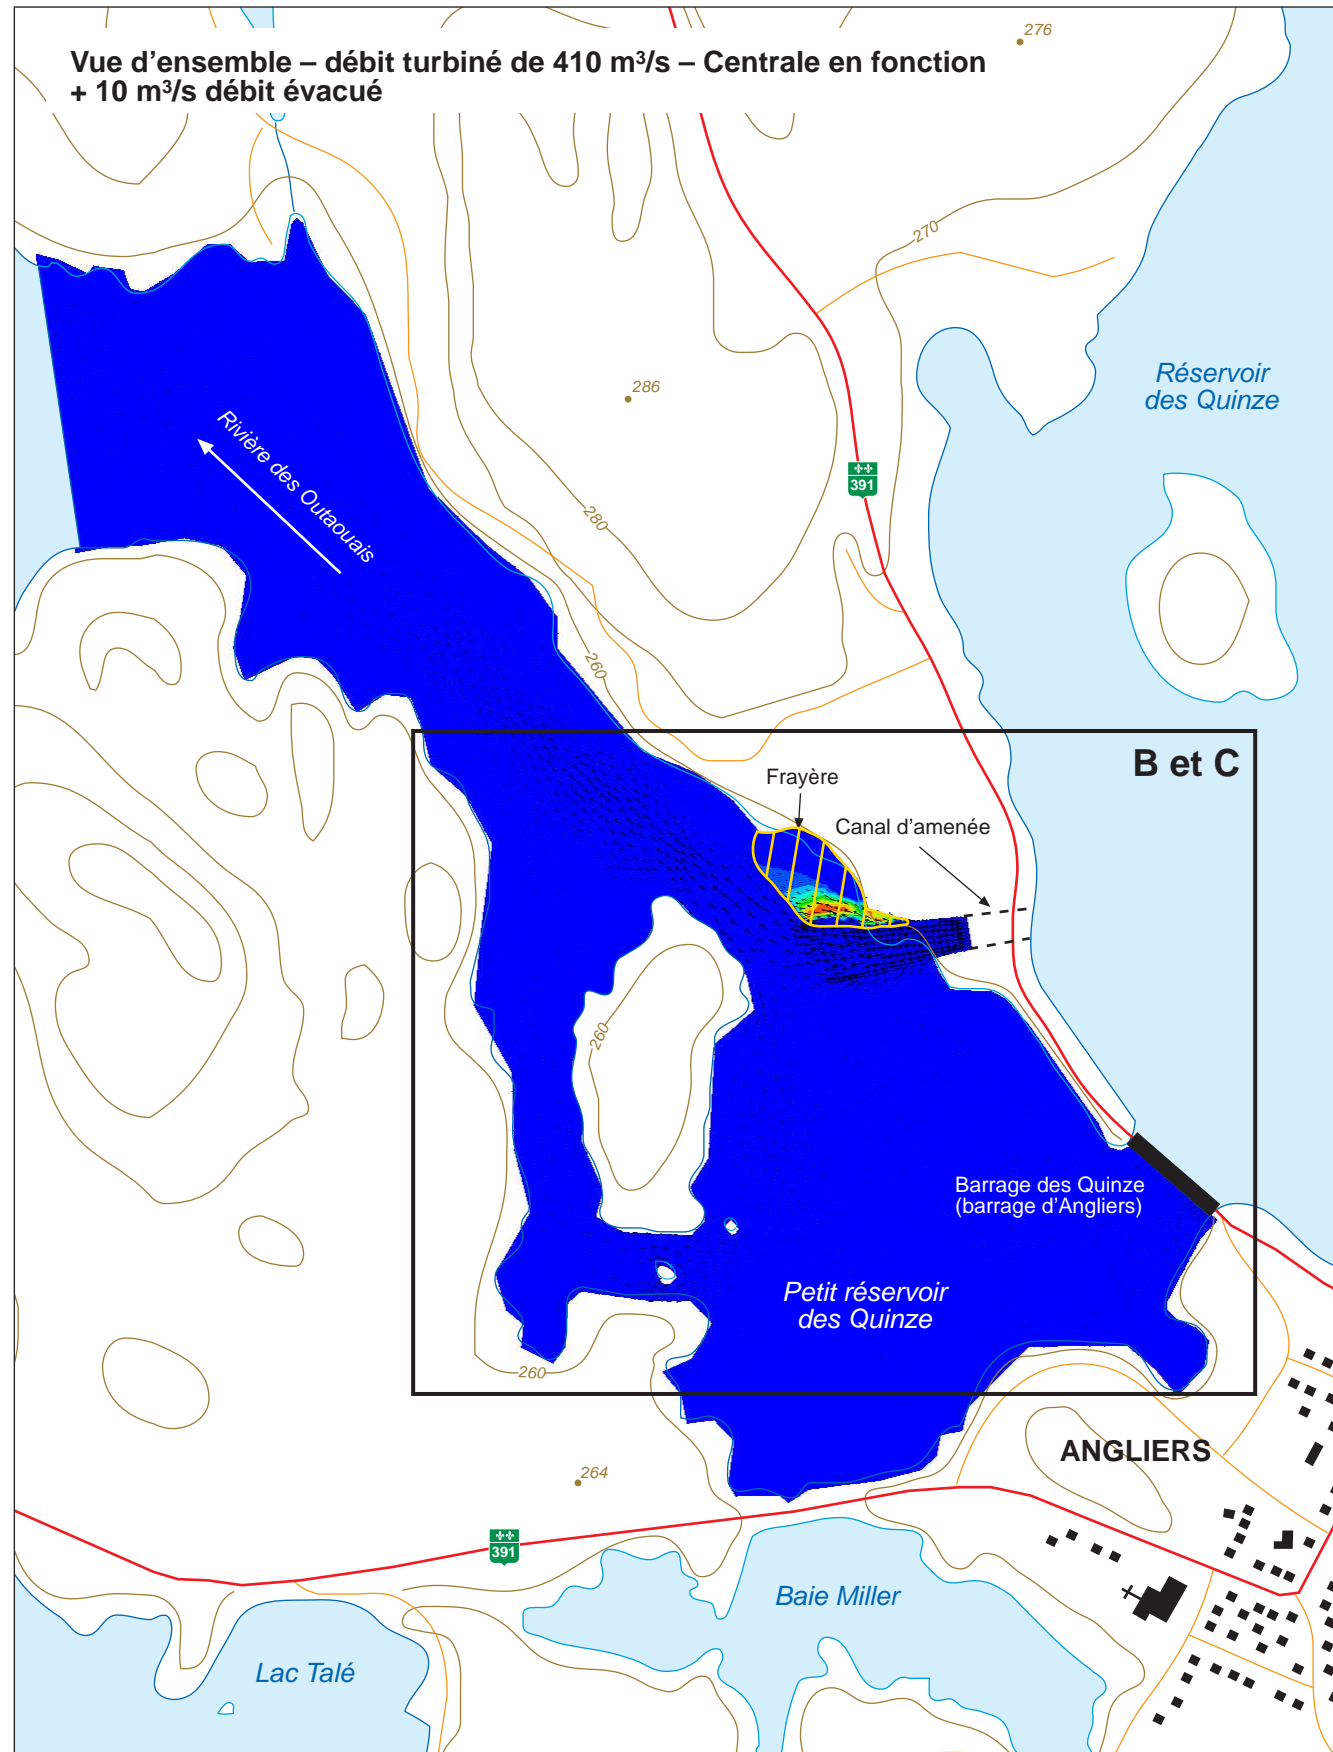 Vue d'ensemble – débit turbiné de 410 m³/s – Centrale en fonction
+ 10 m³/s débit évacué
276
270
Réservoir
des Quinze
286
391
Rivière des Outaouais
280
260
B et C
Frayère
Canal d'amenée
260
Barrage des Quinze
(barrage d'Angliers)
Petit réservoir
des Quinze
260
ANGLIERS
264
391
Baie Miller
Lac Talé